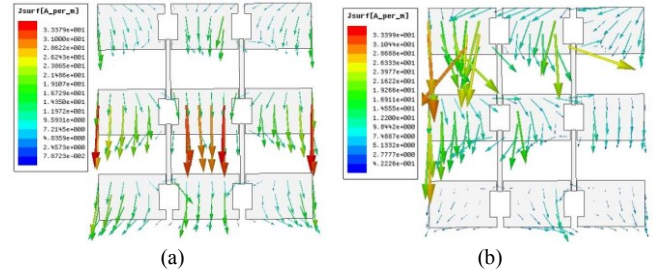 Jsurf[A_per_m]
3.3379e+001
3.1000e+001
2.8622e+001
2.6243e+001
2.3865e+001
2.1486e+001
1.9107e+001
1.6729e+001
1.4350e+001
1.1972e+001
9.5931e+000
7.2145e+000
4.8359e+000
2.4573e+000
7.8723e-002
(a)
Jsurf[A_per_m]
3.3399e+001
3.1044e+001
2.8688e+001
2.6333e+001
2.3977e+001
2.1622e+001
1.9266e+001
1.6911e+001
1.4555e+001
1.2200e+001
9.8442e+000
7.4887e+000
5.1332e+000
2.7777e+000
4.2226e-001
(b)